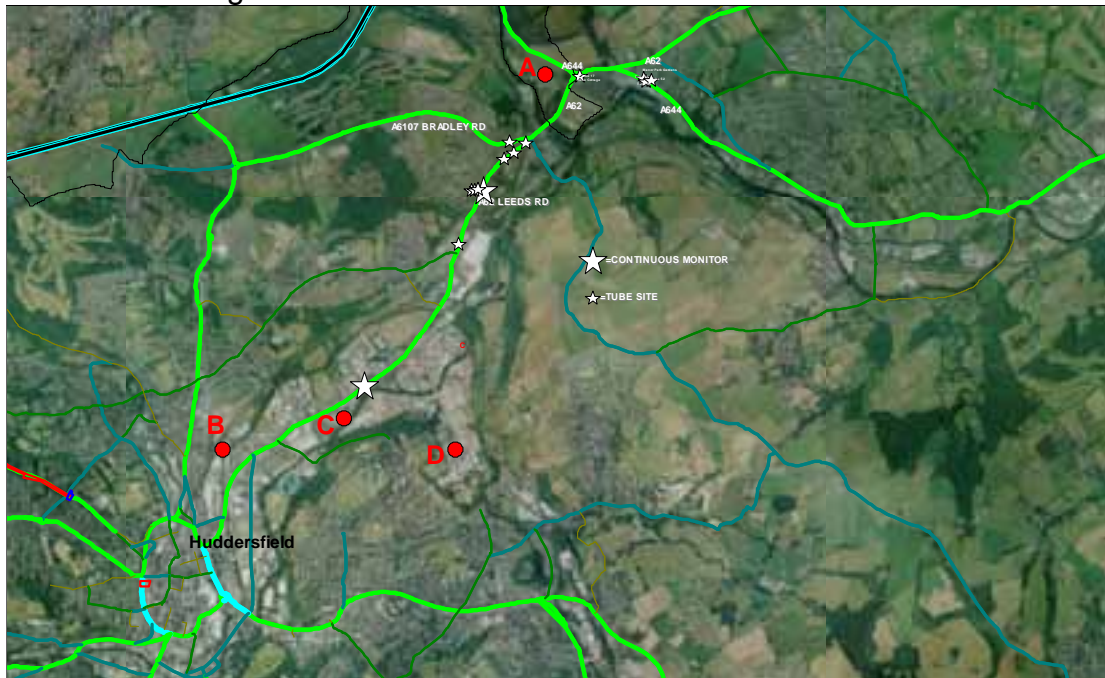 A
A644
A62
A62
A644
A6107 BRADLEY RD
LEEDS RD
=CONTINUOUS MONITOR
=TUBE SITE
B
C
D
Huddersfield